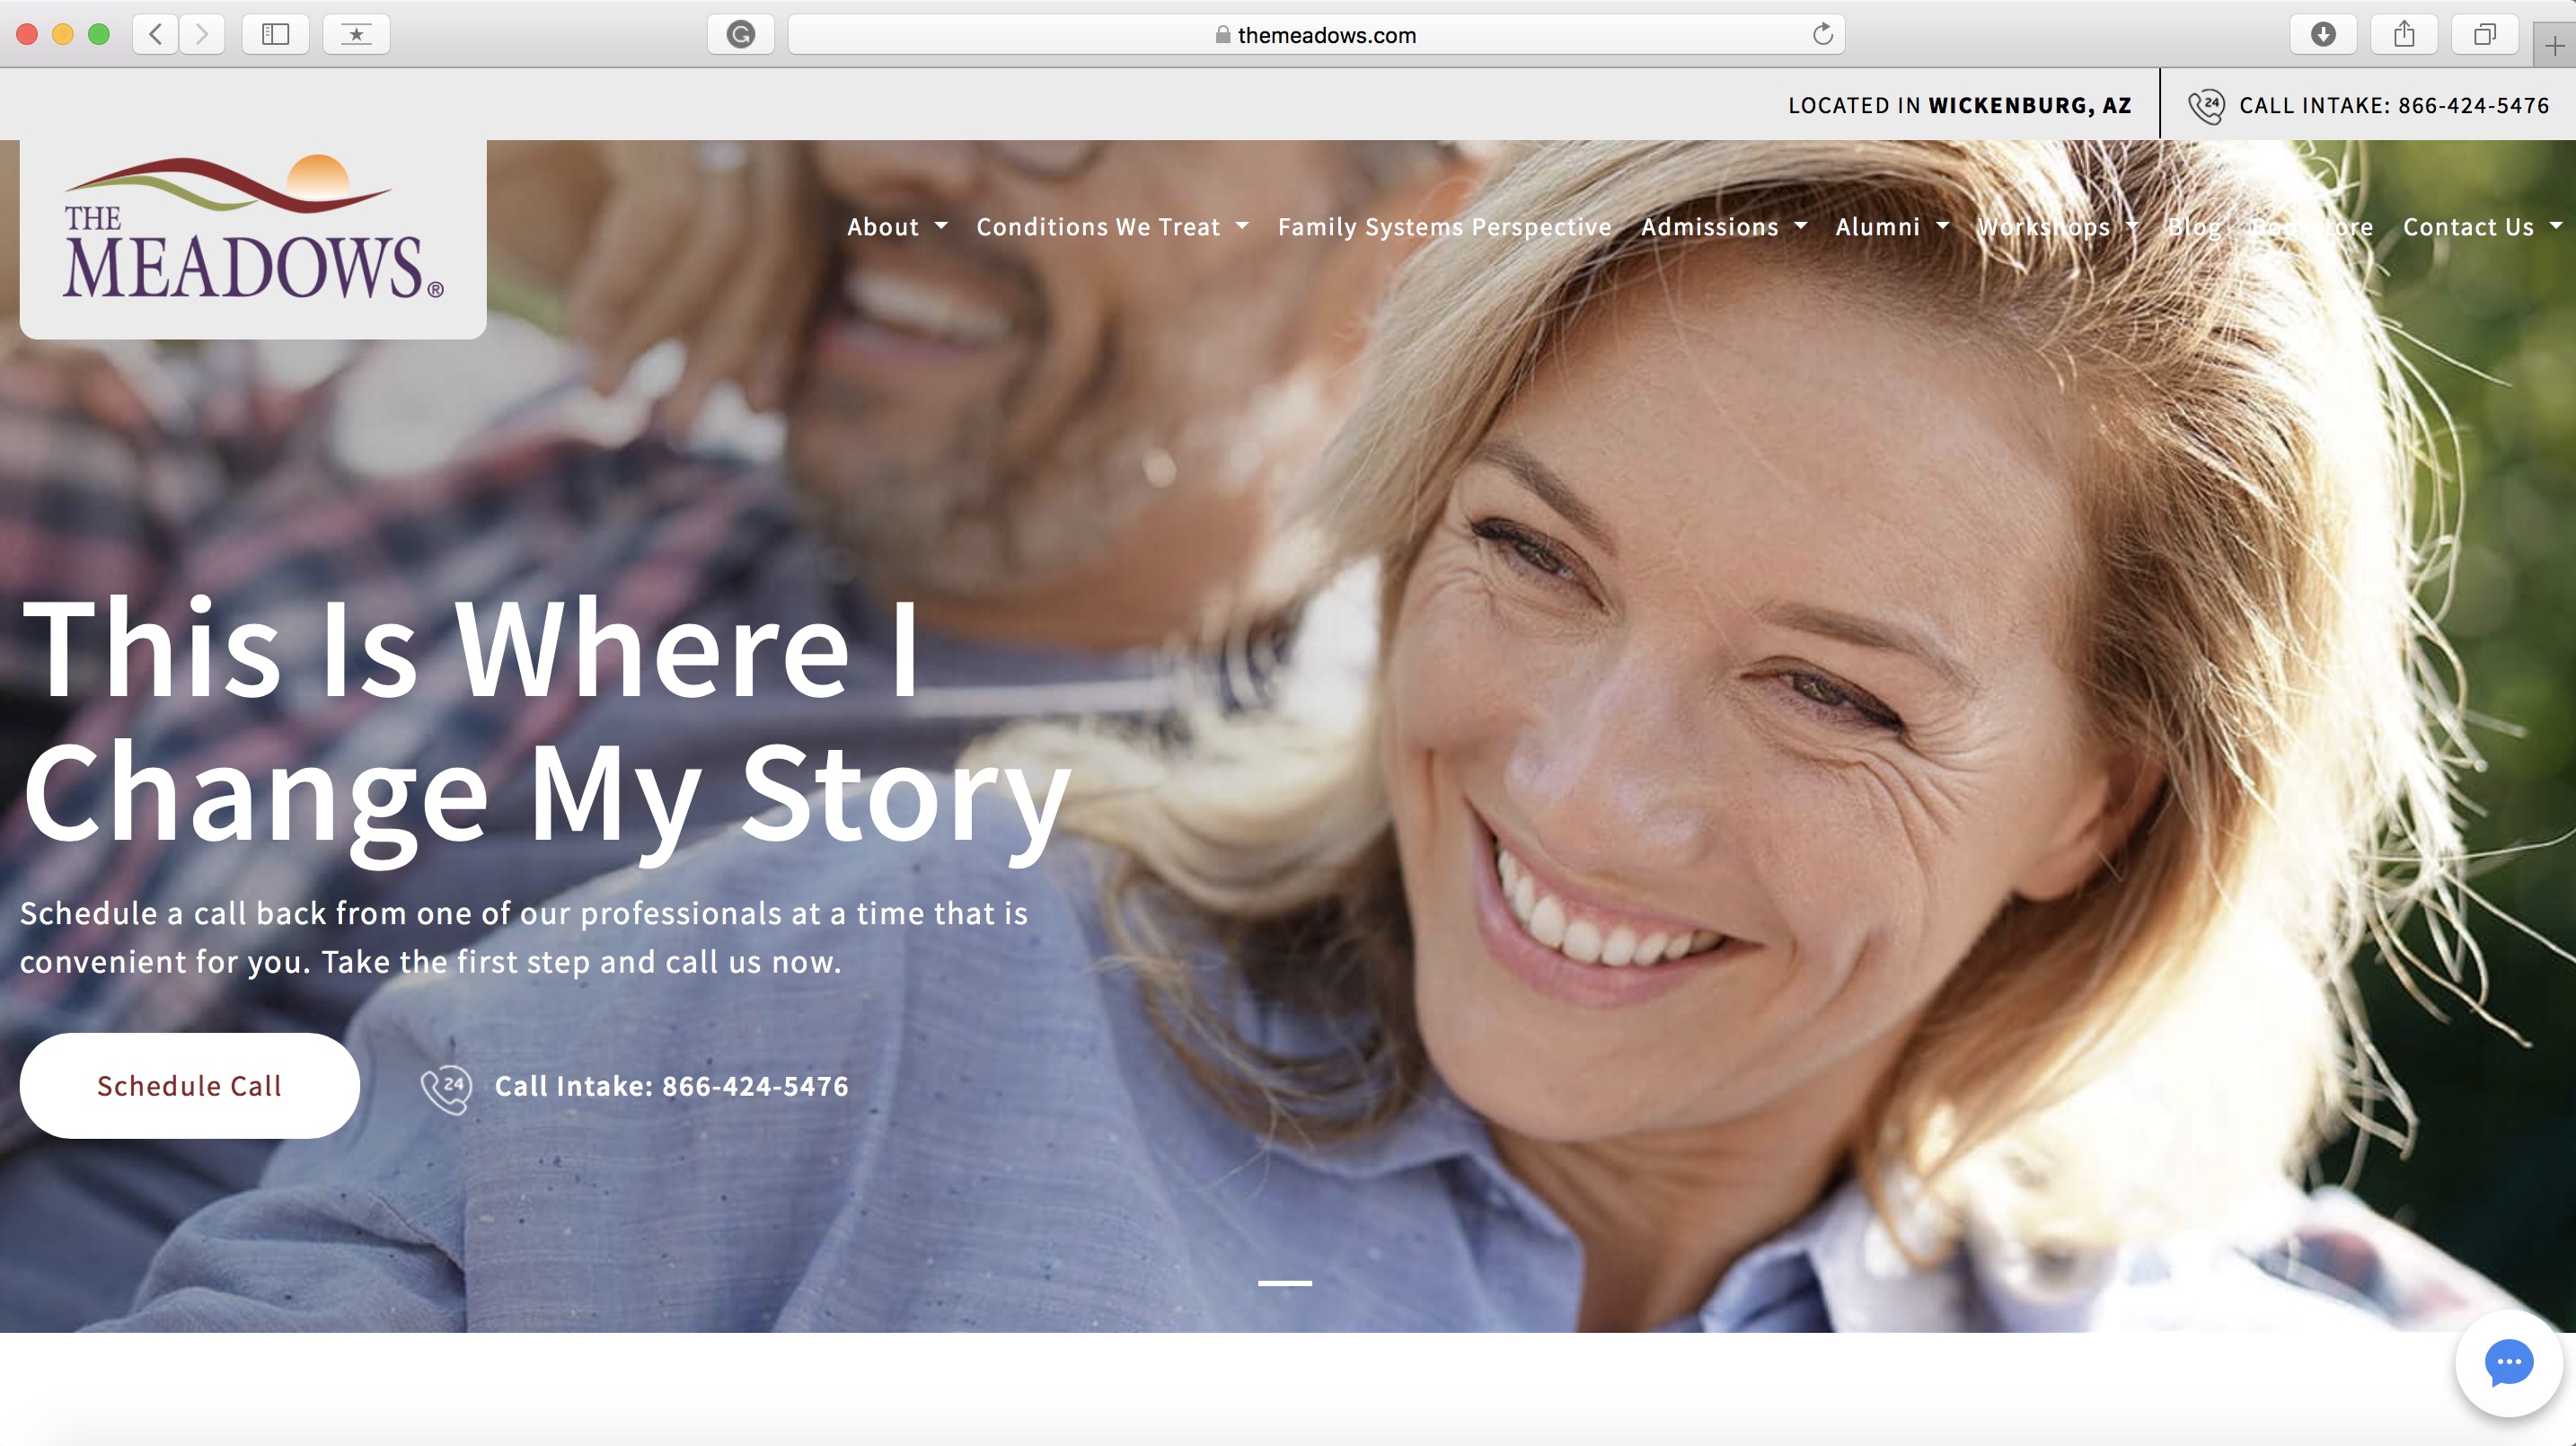 themeadows.com
LOCATED IN WICKENBURG, AZ
24
CALL INTAKE: 866-424-5476
THE
MEADOWS®
About
Conditions We Treat
Family Systems Perspective
Admissions
Alumni
Workshops
Blog
Bookstore
Contact Us
This Is Where I
Change My Story
Schedule a call back from one of our professionals at a time that is
convenient for you. Take the first step and call us now.
Schedule Call
24
Call Intake: 866-424-5476